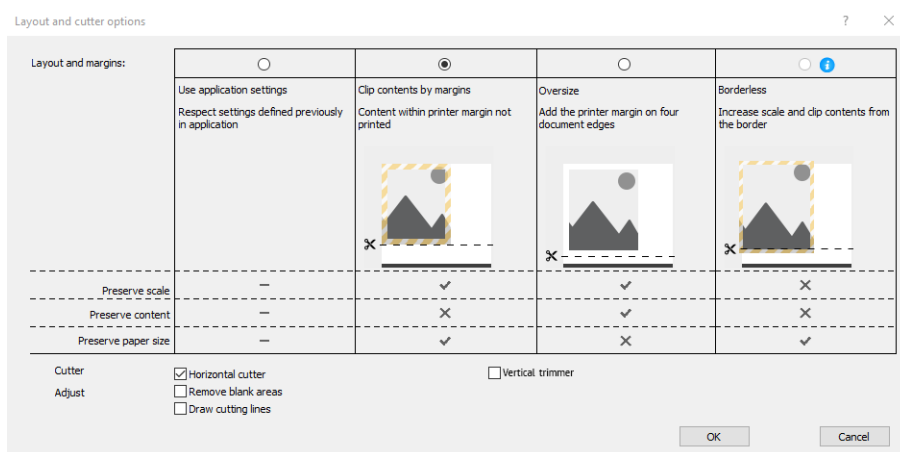 Layout and cutter options
?
Layout and margins:
i
Use application settings
Respect settings defined previously
in application
Clip contents by margins
Content within printer margin not
printed
Oversize
Add the printer margin on four
document edges
Borderless
Increase scale and clip contents from
the border
Preserve scale
Preserve content
Preserve paper size
Cutter
Horizontal cutter
Vertical trimmer
Adjust
Remove blank areas
Draw cutting lines
OK
Cancel